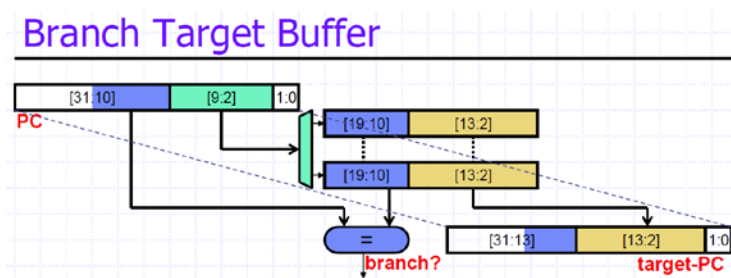 Branch Target Buffer
[31:10] [9:2] 1:0
PC
[19:10] [13:2]
[19:10] [13:2]
= [31:13] [13:2] 1:0
branch? target-PC